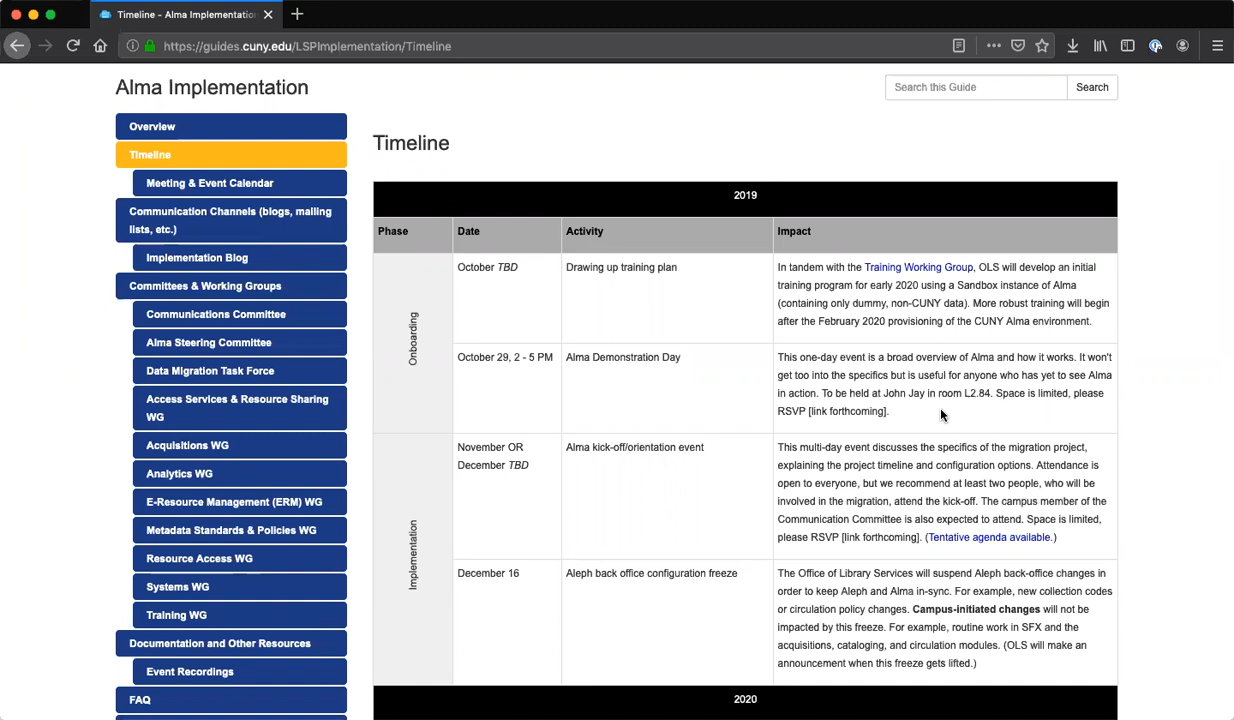 Timeline - Alma Implementatio
https://guides.cuny.edu/LSPImplementation/Timeline
Alma Implementation
Search this Guide
Search
Overview
Timeline
Meeting & Event Calendar
Communication Channels (blogs, mailing
lists, etc.)
Implementation Blog
Committees & Working Groups
Communications Committee
Alma Steering Committee
Data Migration Task Force
Access Services & Resource Sharing
WG
Acquisitions WG
Analytics WG
E-Resource Management (ERM) WG
Metadata Standards & Policies WG
Resource Access WG
Systems WG
Training WG
Documentation and Other Resources
Event Recordings
FAQ
Timeline
2019
Phase Date Activity Impact
Onboarding
October TBD
Drawing up training plan
In tandem with the Training Working Group, OLS will develop an initial
training program for early 2020 using a Sandbox instance of Alma
(containing only dummy, non-CUNY data). More robust training will begin
after the February 2020 provisioning of the CUNY Alma environment.
October 29, 2 - 5 PM
Alma Demonstration Day
This one-day event is a broad overview of Alma and how it works. It won't
get too into the specifics but is useful for anyone who has yet to see Alma
in action. To be held at John Jay in room L2.84. Space is limited, please
RSVP [link forthcoming].
Implementation
November OR
December TBD
Alma kick-off/orientation event
This multi-day event discusses the specifics of the migration project,
explaining the project timeline and configuration options. Attendance is
open to everyone, but we recommend at least two people, who will be
involved in the migration, attend the kick-off. The campus member of the
Communication Committee is also expected to attend. Space is limited,
please RSVP [link forthcoming]. (Tentative agenda available.)
December 16
Aleph back office configuration freeze
The Office of Library Services will suspend Aleph back-office changes in
order to keep Aleph and Alma in-sync. For example, new collection codes
or circulation policy changes. Campus-initiated changes will not be
impacted by this freeze. For example, routine work in SFX and the
acquisitions, cataloging, and circulation modules. (OLS will make an
announcement when this freeze gets lifted.)
2020